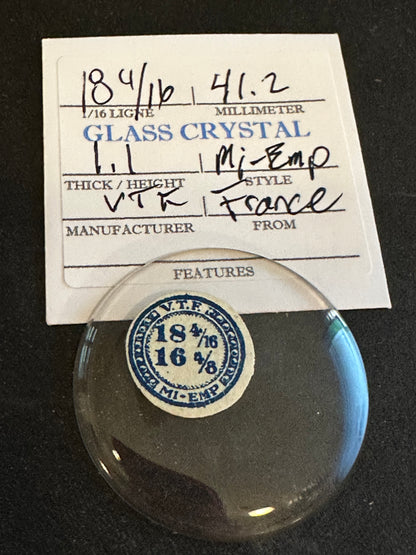 18 4/16 | 41.2
1/16 LIGNE | MILLIMETER
GLASS CRYSTAL
1.1 | Mi-Emp
THICK / HEIGHT | STYLE
VTF | France
MANUFACTURER | FROM
FEATURES
V.T.F.
18 4/16
16 4/8
MI-EMP